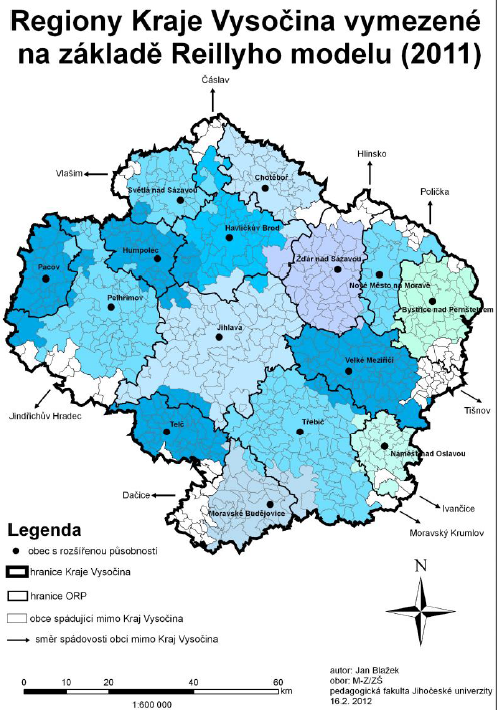 Regiony Kraje Vysočina vymezené
na základě Reillyho modelu (2011)
Čáslav
Hlinsko
Vlašim
Polička
Chotěboř
Světlá nad Sázavou
Havlíčkův Brod
Humpolec
Žďár nad Sázavou
Pacov
Nové Město na Moravě
Pelhřimov
Bystřice nad Pernštejnem
Jihlava
Velké Meziříčí
Jindřichův Hradec
Tišnov
Telč
Třebíč
Náměšť nad Oslavou
Dačice
Ivančice
Moravské Budějovice
Moravský Krumlov
Legenda
obec s rozšířenou působností
hranice Kraje Vysočina
hranice ORP
obce spádující mimo Kraj Vysočina
směr spádovosti obcí mimo Kraj Vysočina
N
autor: Jan Blažek
obor: M-Z/ZŠ
pedagogická fakulta Jihočeské univerzity
16.2. 2012
0 10 20 30 40 60
km
1:600 000